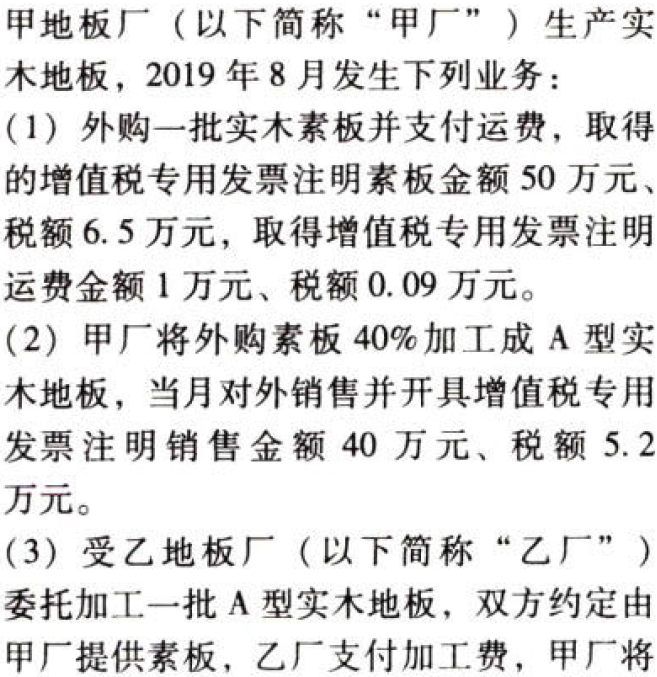 甲地板厂（以下简称“甲厂”）生产实
木地板，2019 年 8 月发生下列业务：
(1) 外购一批实木素板并支付运费，取得
的增值税专用发票注明素板金额 50 万元、
税额 6.5 万元，取得增值税专用发票注明
运费金额 1 万元、税额 0.09 万元。
(2) 甲厂将外购素板 40%加工成 A 型实
木地板，当月对外销售并开具增值税专用
发票注明销售金额 40 万元、税额 5.2
万元。
(3) 受乙地板厂（以下简称“乙厂”）
委托加工一批 A 型实木地板，双方约定由
甲厂提供素板，乙厂支付加工费，甲厂将